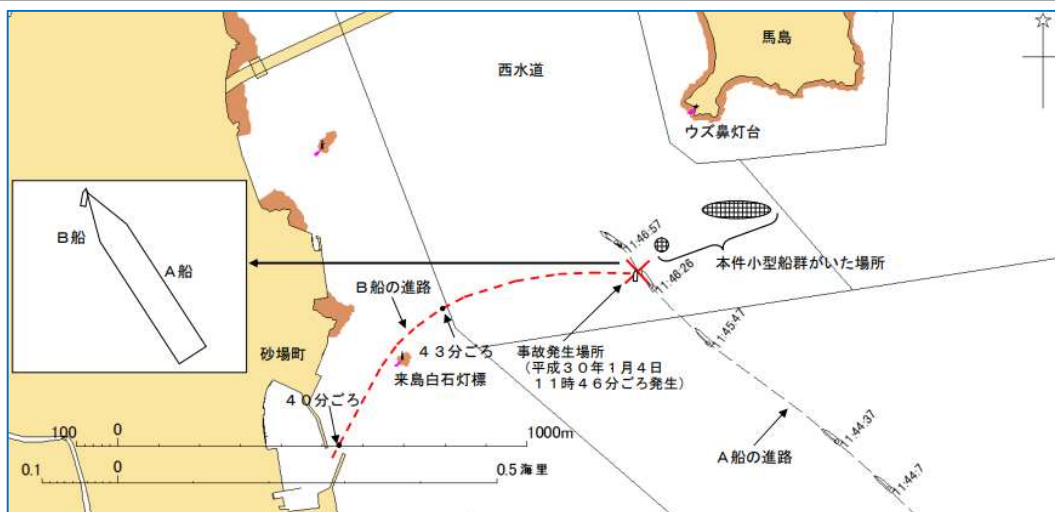 馬島
西水道
ウズ鼻灯台
B船
A船
11:46:57
本件小型船群がいた場所
11:46:26
B船の進路
11:45:47
砂場町
43分ごろ
事故発生場所
(平成30年1月4日
11時46分ごろ発生)
来島白石灯標
40分ごろ
100 0 1000m
11:44:37
A船の進路
0.1 0 0.5海里
11:44:7